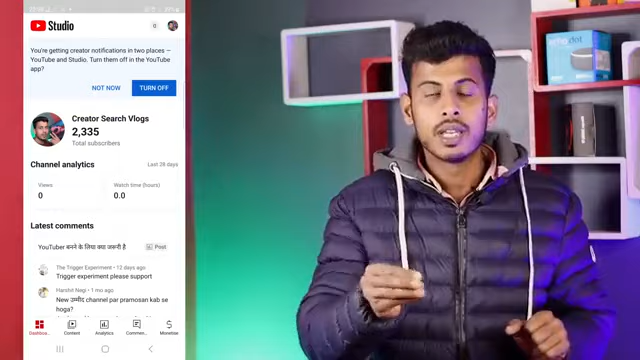 Studio
0
You're getting creator notifications in two places —
YouTube and Studio. Turn them off in the YouTube
app?
NOT NOW
TURN OFF
Creator Search Vlogs
2,335
Total subscribers
Channel analytics
Last 28 days
Views
Watch time (hours)
0
0.0
Latest comments
YouTuber बनने के लिया क्या जरूरी है
Post
The Trigger Experiment • 12 days ago
Trigger experiment please support
Harshit Negi • 1 mo ago
New उम्मीद channel par pramosan kab se
hoga?
Content
Analytics
echo dot